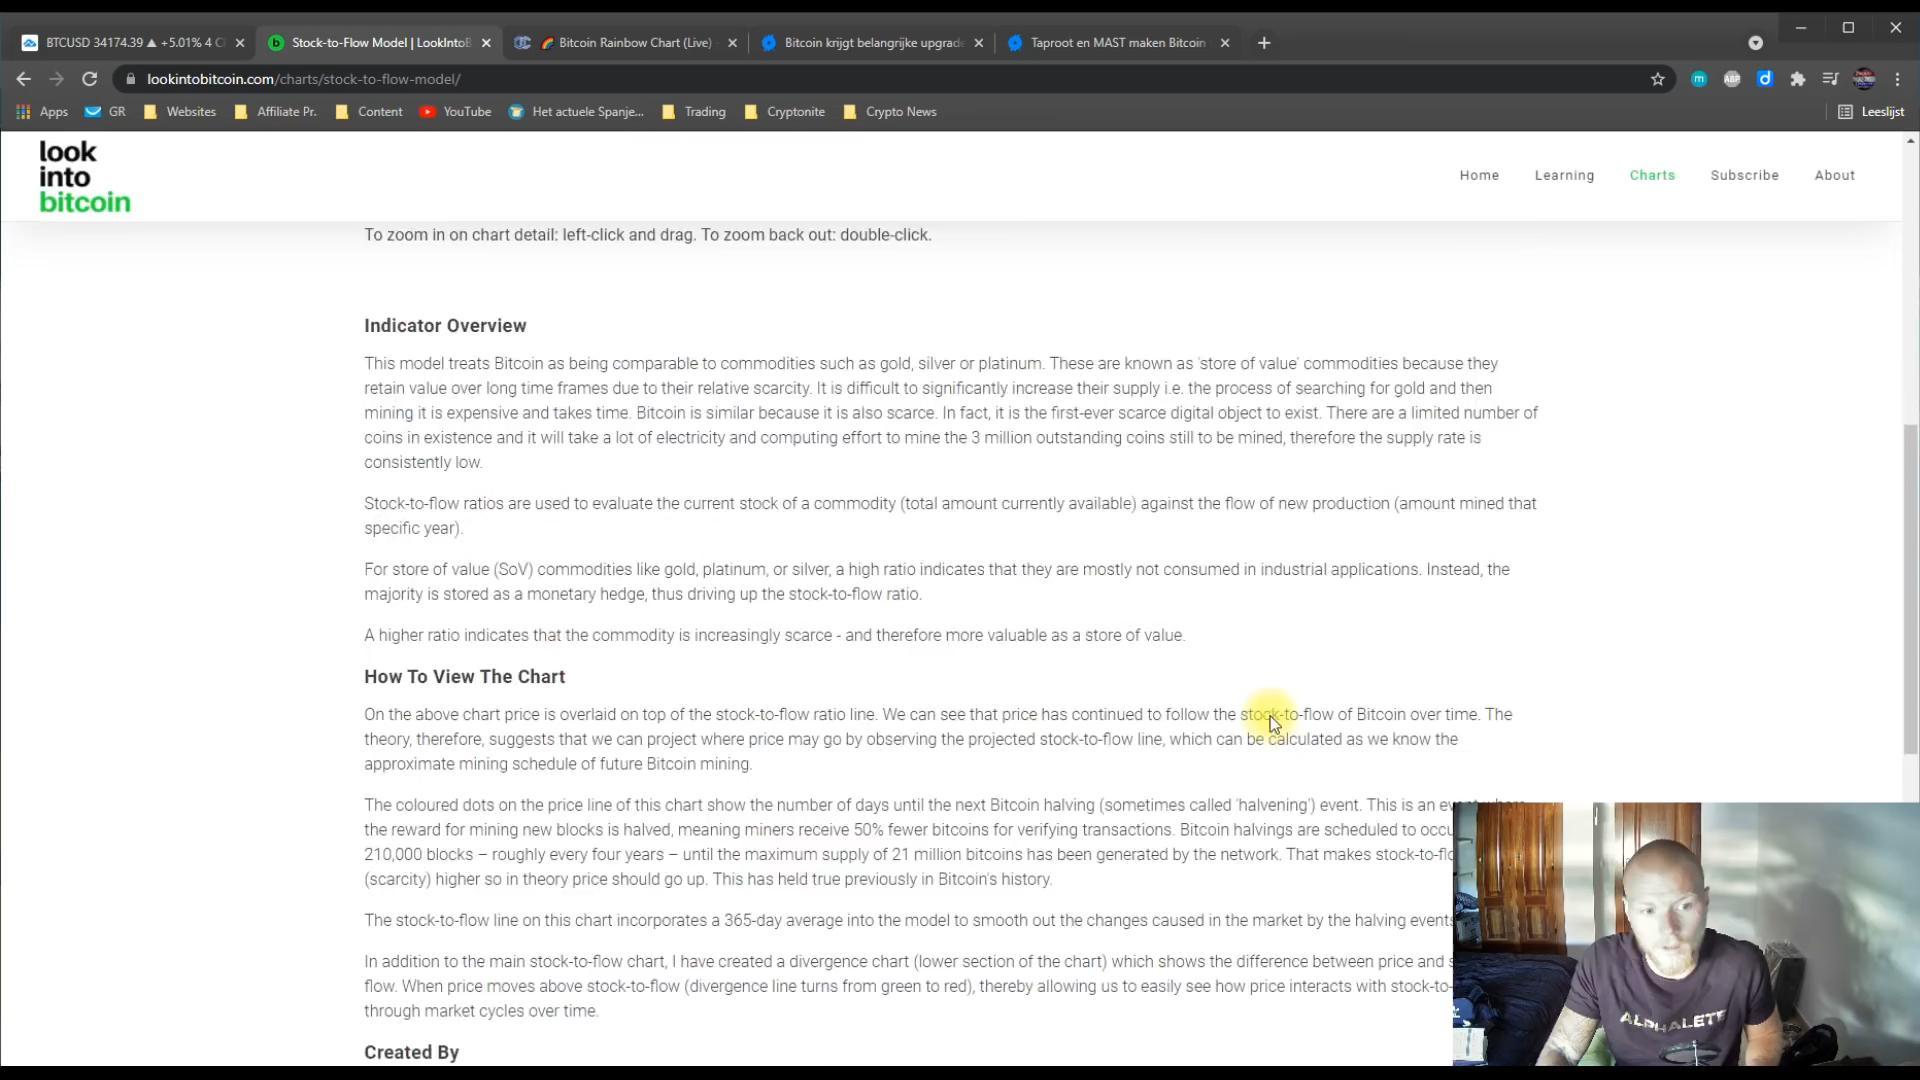 BTCUSD 34174.39 ▲ +5.01% 4 C
Stock-to-Flow Model | LookIntoB
Bitcoin Rainbow Chart (Live)
Bitcoin krijgt belangrijke upgrade
Taproot en MAST maken Bitcoin
lookintobitcoin.com/charts/stock-to-flow-model/
ABP
Apps
GR
Websites
Affiliate Pr.
Content
YouTube
Het actuele Spanje...
Trading
Cryptonite
Crypto News
Leeslijst
look
into
bitcoin
Home
Learning
Charts
Subscribe
About
To zoom in on chart detail: left-click and drag. To zoom back out: double-click.
Indicator Overview
This model treats Bitcoin as being comparable to commodities such as gold, silver or platinum. These are known as 'store of value' commodities because they
retain value over long time frames due to their relative scarcity. It is difficult to significantly increase their supply i.e. the process of searching for gold and then
mining it is expensive and takes time. Bitcoin is similar because it is also scarce. In fact, it is the first-ever scarce digital object to exist. There are a limited number of
coins in existence and it will take a lot of electricity and computing effort to mine the 3 million outstanding coins still to be mined, therefore the supply rate is
consistently low.
Stock-to-flow ratios are used to evaluate the current stock of a commodity (total amount currently available) against the flow of new production (amount mined that
specific year).
For store of value (SoV) commodities like gold, platinum, or silver, a high ratio indicates that they are mostly not consumed in industrial applications. Instead, the
majority is stored as a monetary hedge, thus driving up the stock-to-flow ratio.
A higher ratio indicates that the commodity is increasingly scarce - and therefore more valuable as a store of value.
How To View The Chart
On the above chart price is overlaid on top of the stock-to-flow ratio line. We can see that price has continued to follow the stock-to-flow of Bitcoin over time. The
theory, therefore, suggests that we can project where price may go by observing the projected stock-to-flow line, which can be calculated as we know the
approximate mining schedule of future Bitcoin mining.
The coloured dots on the price line of this chart show the number of days until the next Bitcoin halving (sometimes called 'halvening') event. This is an event where
the reward for mining new blocks is halved, meaning miners receive 50% fewer bitcoins for verifying transactions. Bitcoin halvings are scheduled to occu
210,000 blocks – roughly every four years – until the maximum supply of 21 million bitcoins has been generated by the network. That makes stock-to-flo
(scarcity) higher so in theory price should go up. This has held true previously in Bitcoin's history.
The stock-to-flow line on this chart incorporates a 365-day average into the model to smooth out the changes caused in the market by the halving events
In addition to the main stock-to-flow chart, I have created a divergence chart (lower section of the chart) which shows the difference between price and s
flow. When price moves above stock-to-flow (divergence line turns from green to red), thereby allowing us to easily see how price interacts with stock-to-
through market cycles over time.
Created By
ALPHALETE